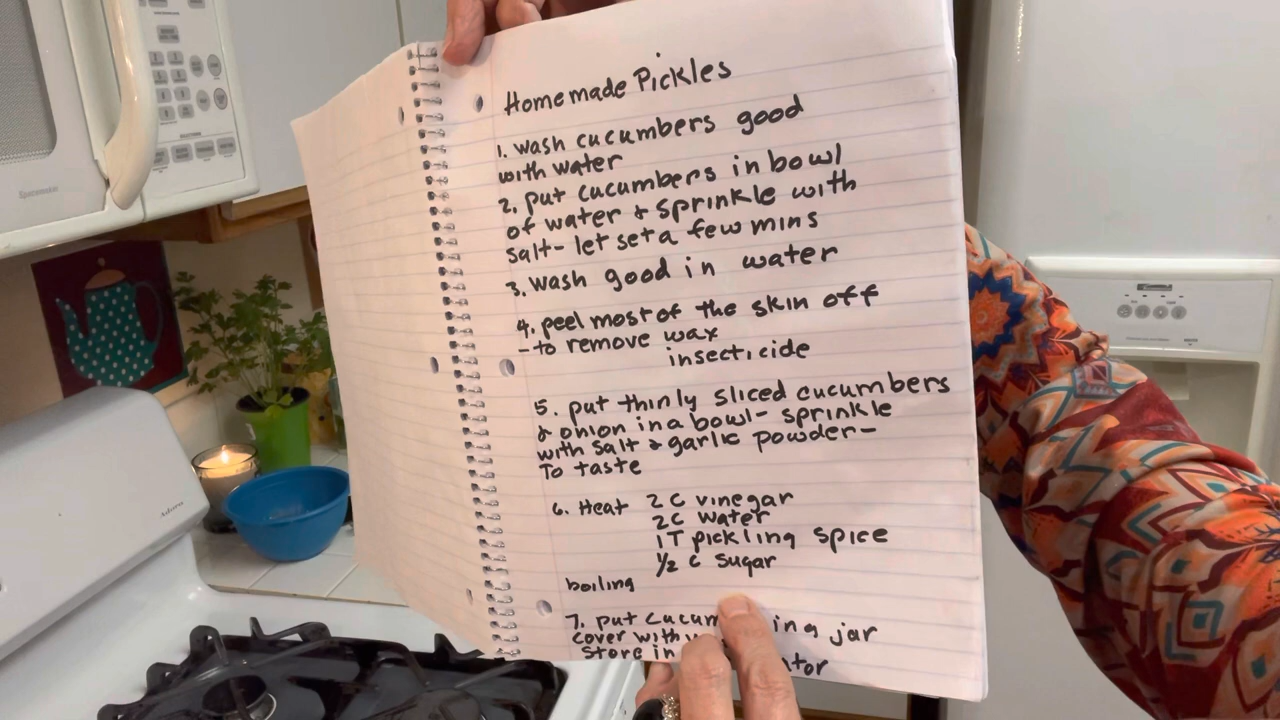 Homemade Pickles
1. wash cucumbers good
with water
2. put cucumbers in bowl
of water & sprinkle with
salt- let set a few mins
3. wash good in water
4. peel most of the skin off
- to remove wax
insecticide
5. put thinly sliced cucumbers
& onion in a bowl- sprinkle
with salt & garlic powder-
To taste
6. Heat 2 C vinegar
2C water
1T pickling spice
1/2 C sugar
boiling
7. put in a jar
cover with
Store in